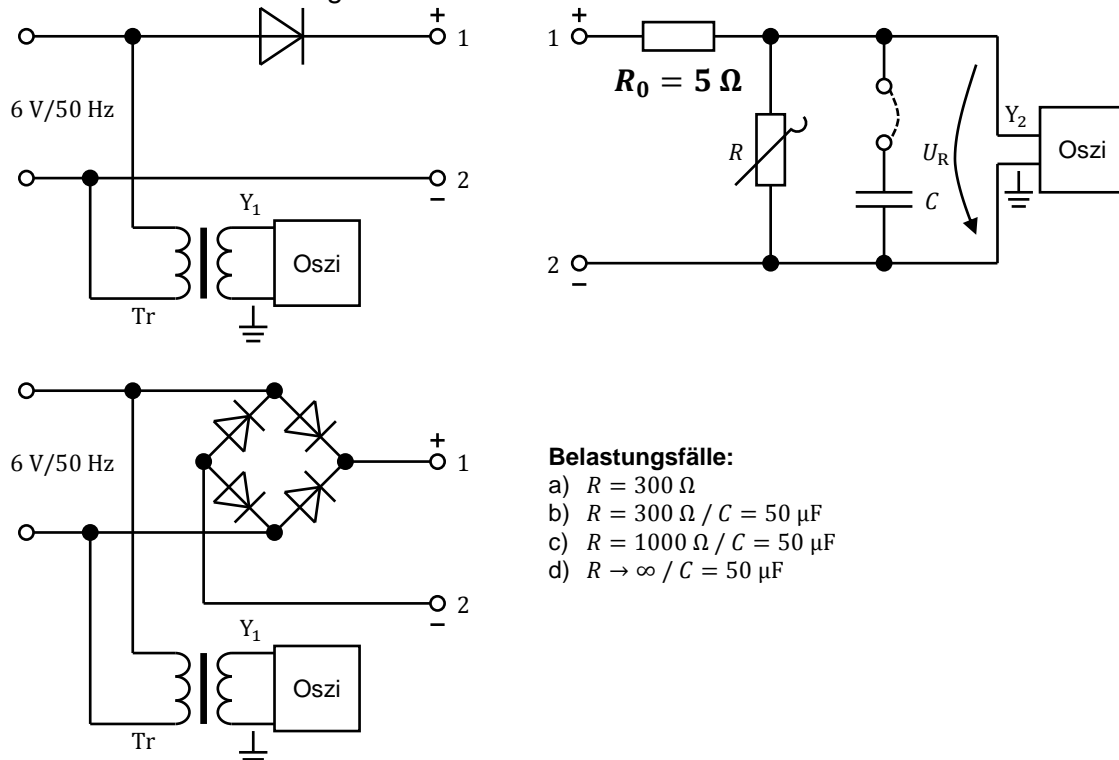 +
1
6 V/50 Hz
2
−
Y₁
Oszi
Tr
+
1
R₀ = 5 Ω
R
C
U_R
Y₂
Oszi
2
−
6 V/50 Hz
+
1
2
−
Y₁
Oszi
Tr
Belastungsfälle:
a) R = 300 Ω
b) R = 300 Ω / C = 50 μF
c) R = 1000 Ω / C = 50 μF
d) R → ∞ / C = 50 μF